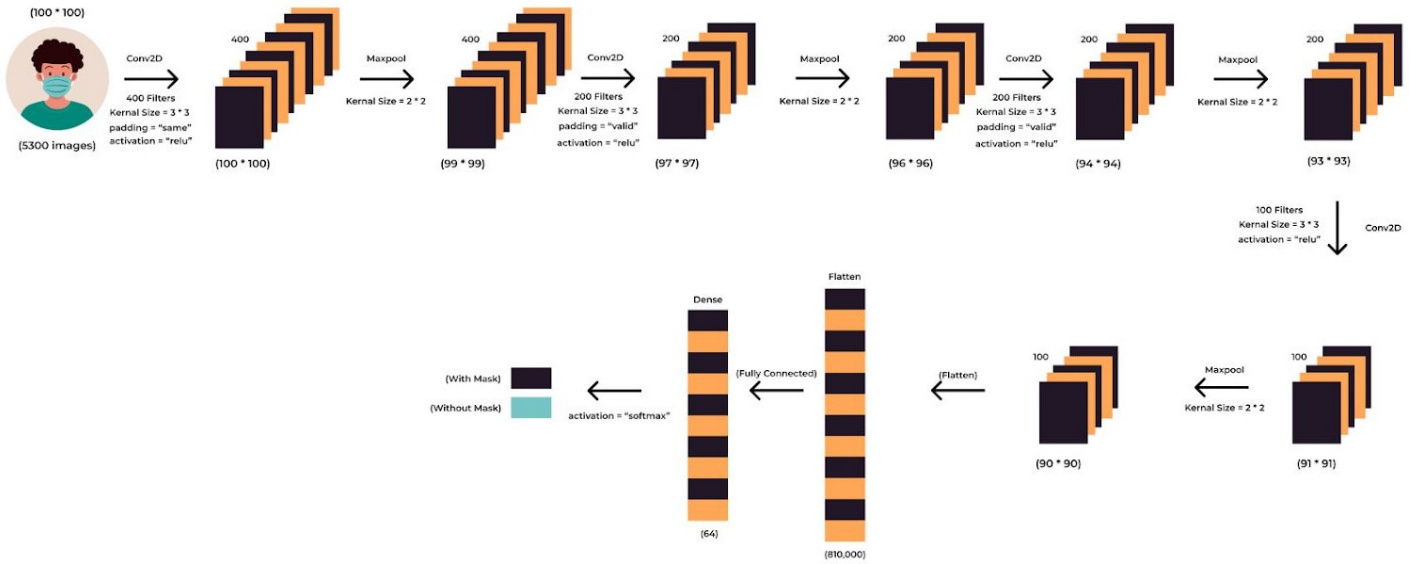 (100 * 100)
(5300 images)
Conv2D
400 Filters
Kernal Size = 3 * 3
padding = “same”
activation = “relu”
400
(100 * 100)
Maxpool
Kernal Size = 2 * 2
400
(99 * 99)
Conv2D
200 Filters
Kernal Size = 3 * 3
padding = “valid”
activation = “relu”
200
(97 * 97)
Maxpool
Kernal Size = 2 * 2
200
(96 * 96)
Conv2D
200 Filters
Kernal Size = 3 * 3
padding = “valid”
activation = “relu”
200
(94 * 94)
Maxpool
Kernal Size = 2 * 2
200
(93 * 93)
100 Filters
Kernal Size = 3 * 3
activation = “relu”
Conv2D
100
(91 * 91)
Maxpool
Kernal Size = 2 * 2
100
(90 * 90)
(Flatten)
Flatten
(810,000)
(Fully Connected)
Dense
(64)
activation = “softmax”
(With Mask)
(Without Mask)